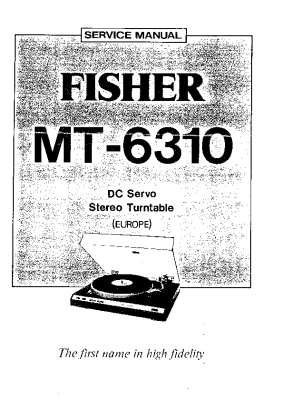 SERVICE MANUAL
FISHER
MT-6310
DC Servo
Stereo Turntable
(EUROPE)
The first name in high fidelity